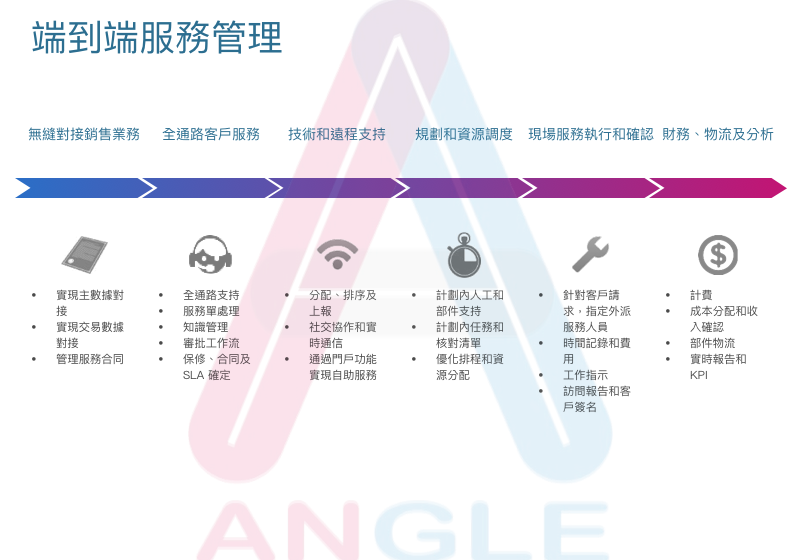 端到端服務管理
無縫對接銷售業務
全通路客戶服務
技術和遠程支持
規劃和資源調度
現場服務執行和確認
財務、物流及分析
• 實現主數據對
接
• 實現交易數據
對接
• 管理服務合同
• 全通路支持
• 服務單處理
• 知識管理
• 審批工作流
• 保修、合同及
SLA 確定
• 分配、排序及
上報
• 社交協作和實
時通信
• 通過門戶功能
實現自助服務
• 計劃內人工和
部件支持
• 計劃內任務和
核對清單
• 優化排程和資
源分配
• 針對客戶請
求，指定外派
服務人員
• 時間記錄和費
用
• 工作指示
• 訪問報告和客
戶簽名
• 計費
• 成本分配和收
入確認
• 部件物流
• 實時報告和
KPI
ANGLE